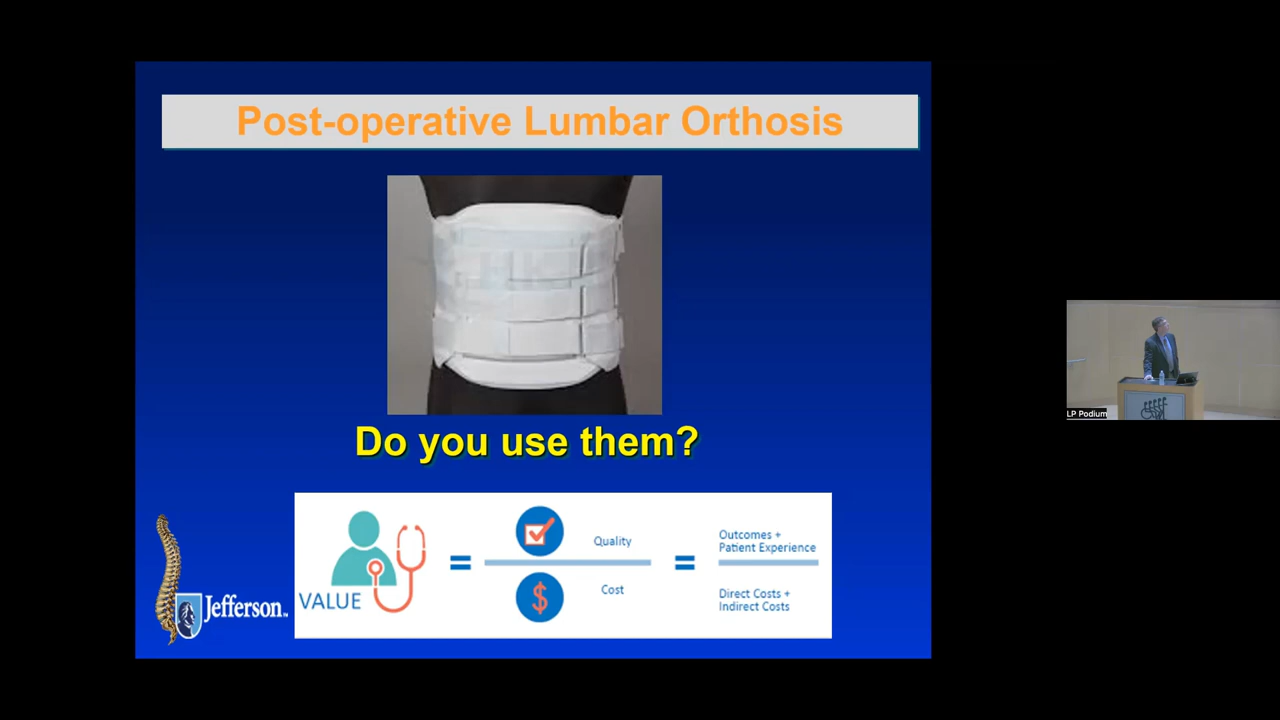 Post-operative Lumbar Orthosis
Do you use them?
VALUE
=
Quality
Cost
$
=
Outcomes +
Patient Experience
Direct Costs +
Indirect Costs
Jefferson™
LP Podium